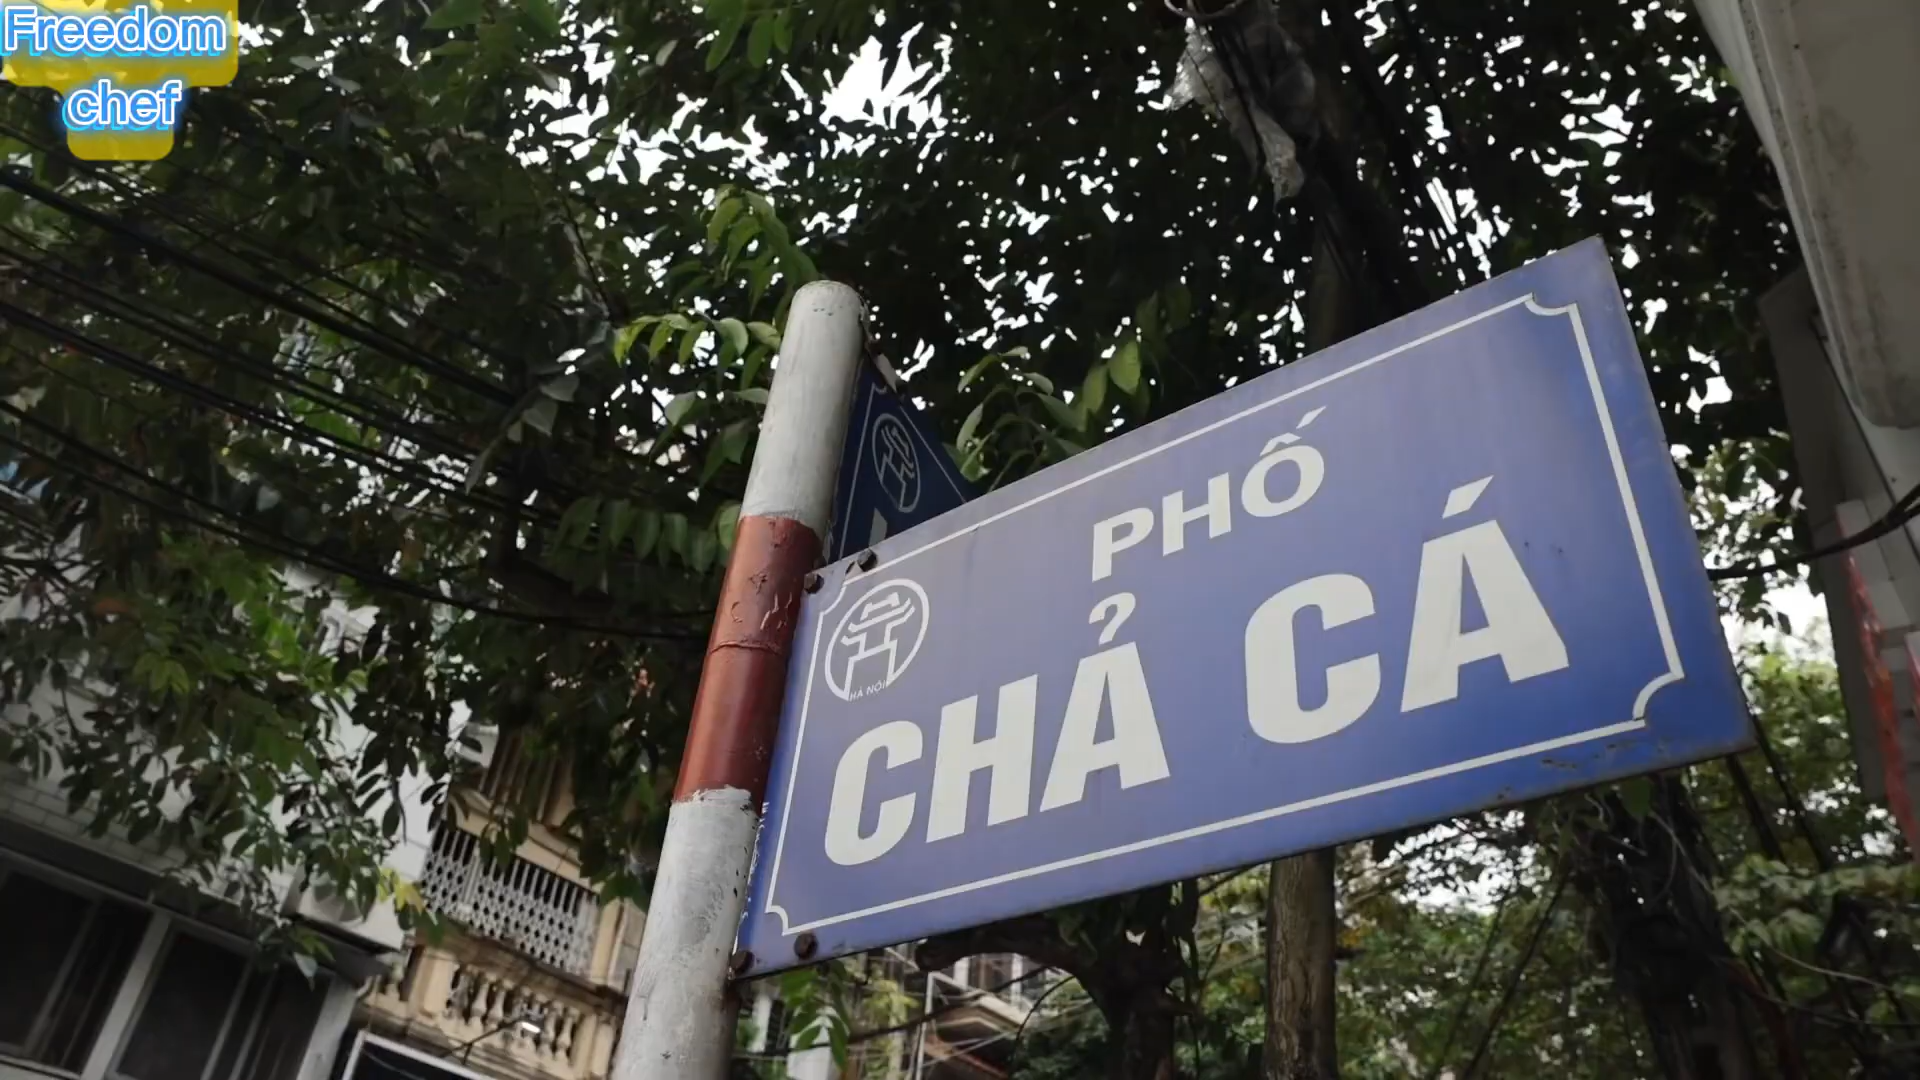 Freedom
chef
PHỐ
CHẢ CÁ
HÀ NỘI